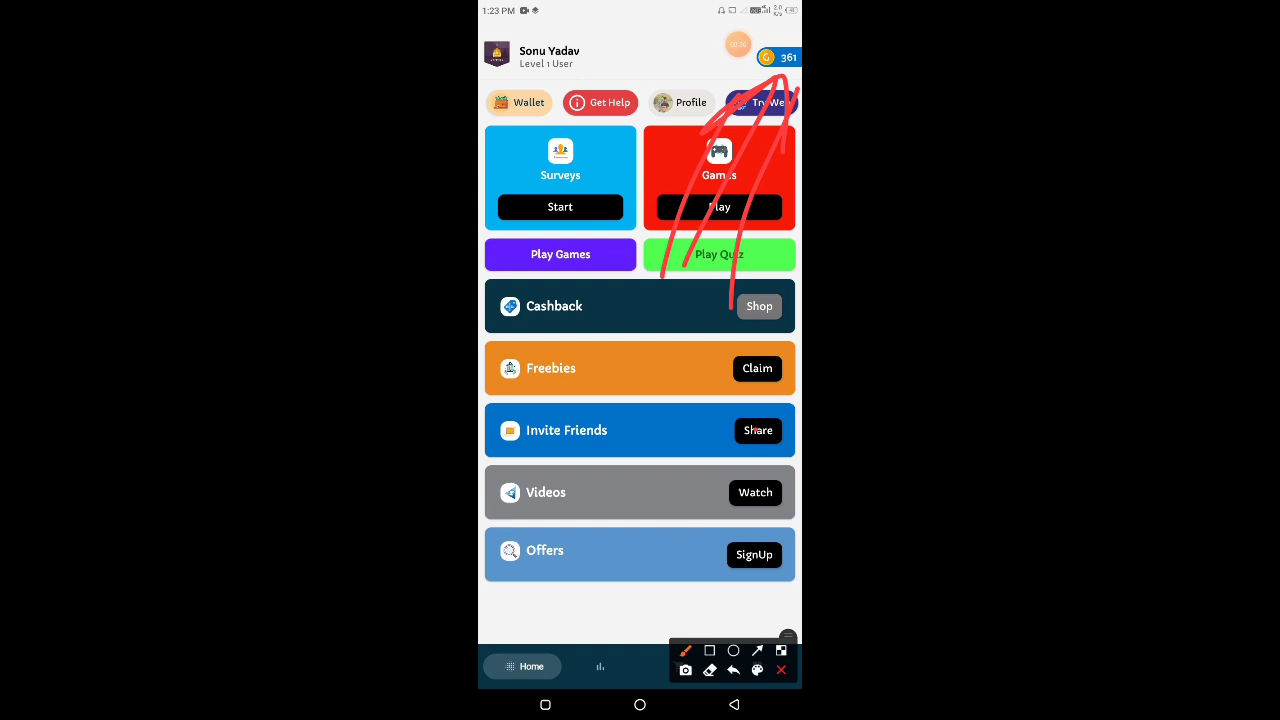 1:23 PM
Sonu Yadav
Level 1 User
361
Wallet
Get Help
Profile
Surveys
Start
Games
Play
Play Games
Play Quiz
Cashback
Shop
Freebies
Claim
Invite Friends
Share
Videos
Watch
Offers
SignUp
Home